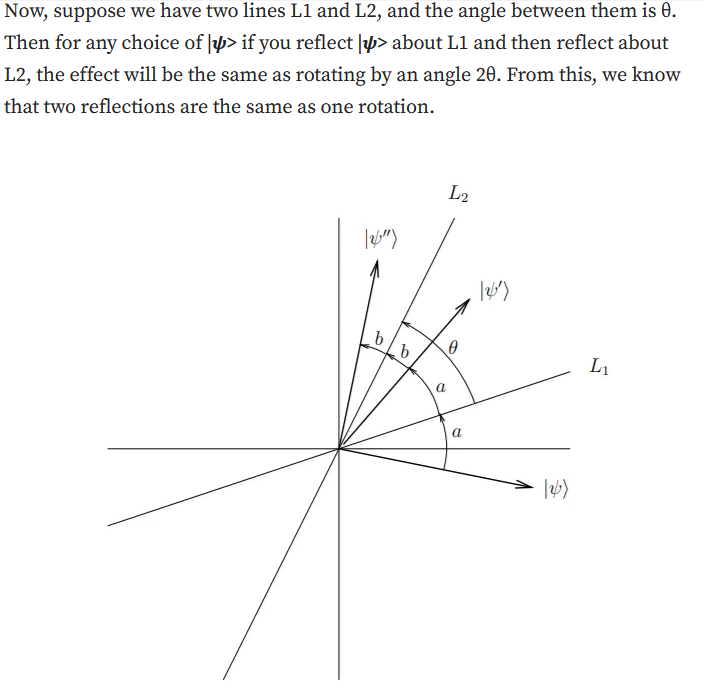 Now, suppose we have two lines L1 and L2, and the angle between them is θ.
Then for any choice of |ψ> if you reflect |ψ> about L1 and then reflect about
L2, the effect will be the same as rotating by an angle 2θ. From this, we know
that two reflections are the same as one rotation.
L₂
|ψ″⟩
|ψ′⟩
b
b
θ
L₁
a
a
|ψ⟩